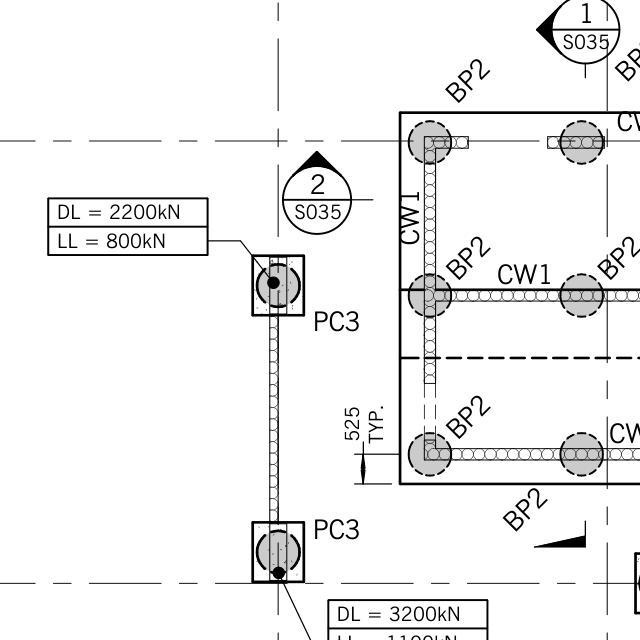 1
S035
BP2
BP
CW
2
S035
DL = 2200kN
LL = 800kN
CW1
BP2
BP2
CW1
PC3
BP2
525
TYP.
CW
BP2
PC3
DL = 3200kN
LL = 1100kN